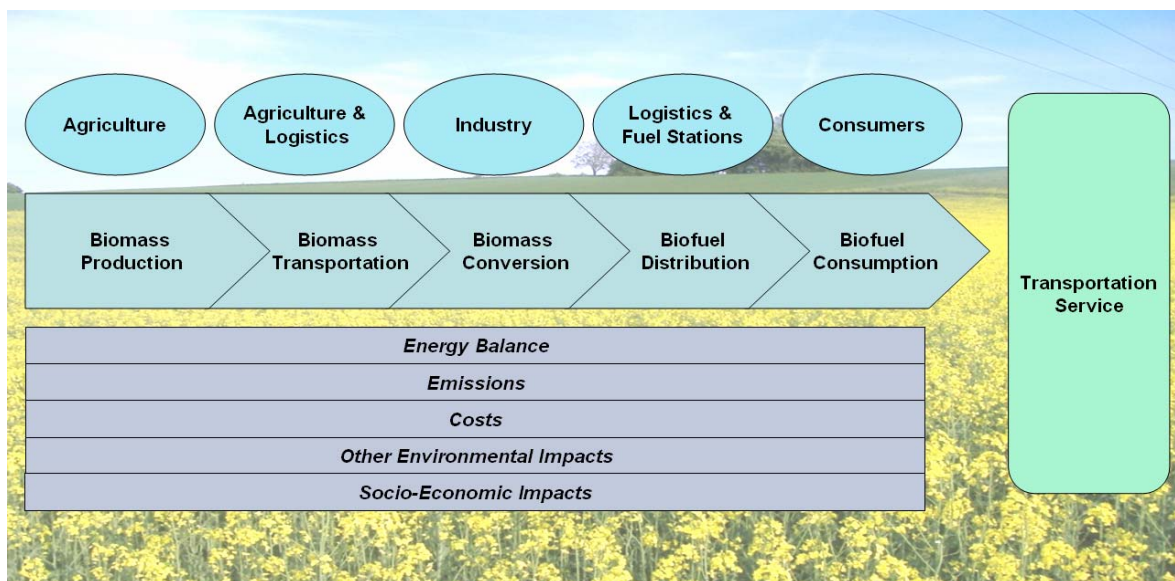 Agriculture
Agriculture &
Logistics
Industry
Logistics &
Fuel Stations
Consumers
Biomass
Production
Biomass
Transportation
Biomass
Conversion
Biofuel
Distribution
Biofuel
Consumption
Transportation
Service
Energy Balance
Emissions
Costs
Other Environmental Impacts
Socio-Economic Impacts